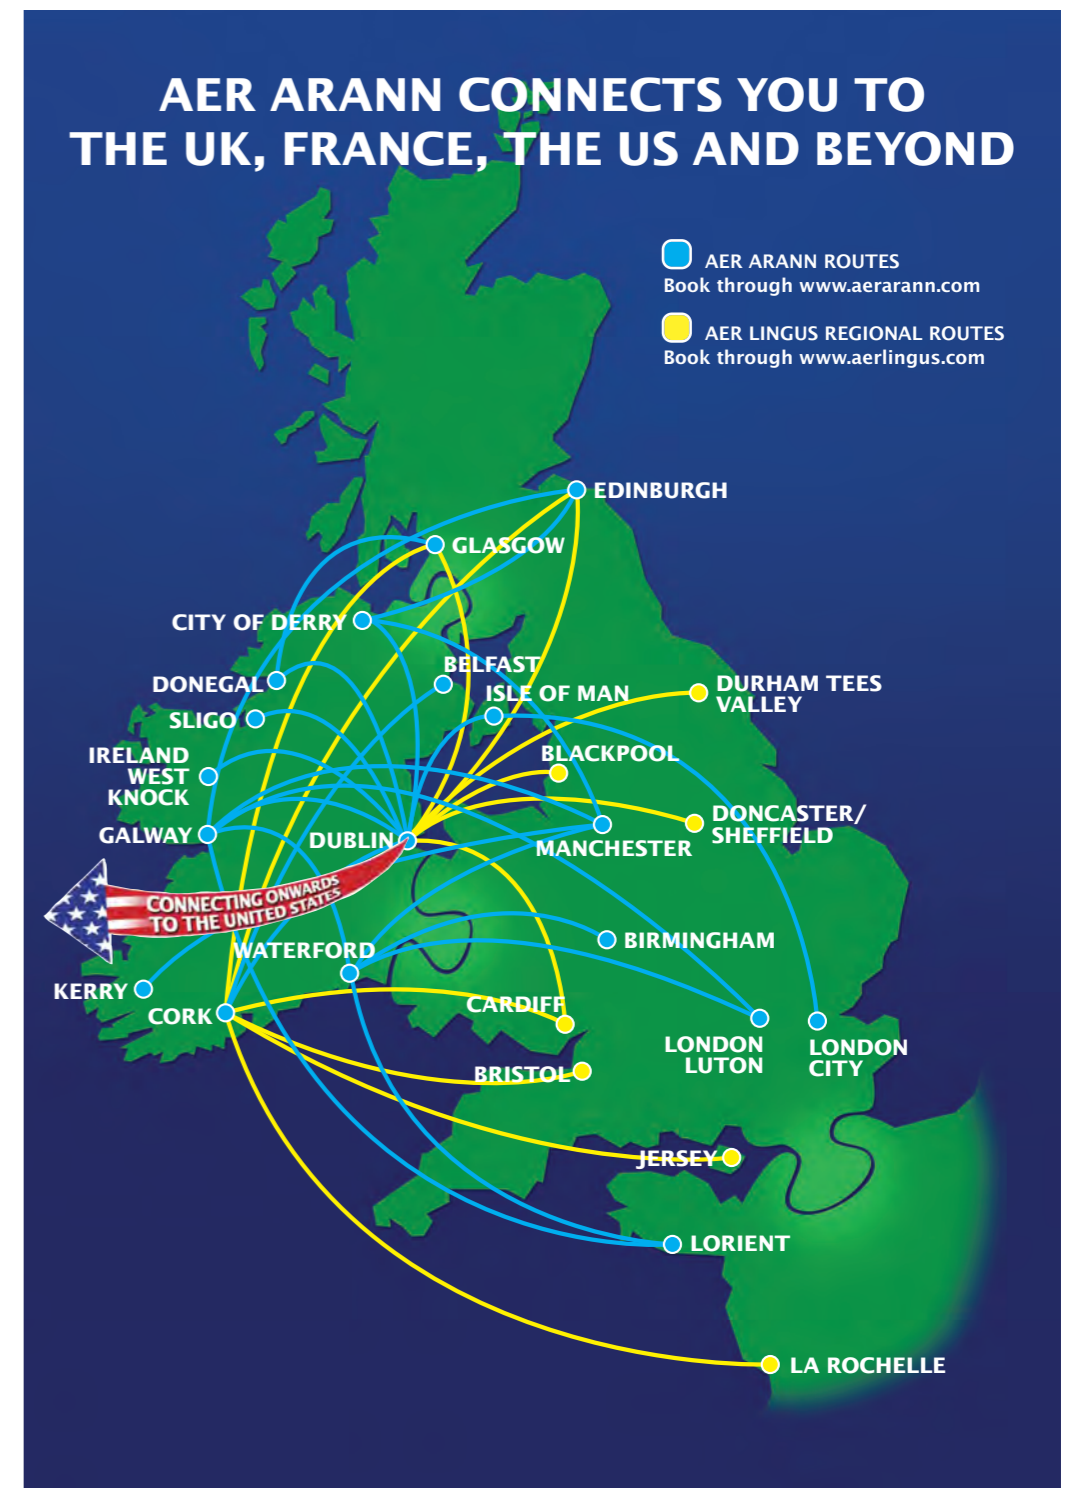 AER ARANN CONNECTS YOU TO
THE UK, FRANCE, THE US AND BEYOND
AER ARANN ROUTES
Book through www.aerarann.com
AER LINGUS REGIONAL ROUTES
Book through www.aerlingus.com
EDINBURGH
GLASGOW
CITY OF DERRY
BELFAST
DONEGAL
ISLE OF MAN
DURHAM TEES
VALLEY
SLIGO
IRELAND
WEST
KNOCK
BLACKPOOL
GALWAY
DUBLIN
MANCHESTER
DONCASTER/
SHEFFIELD
CONNECTING ONWARDS
TO THE UNITED STATES
WATERFORD
BIRMINGHAM
KERRY
CORK
CARDIFF
LONDON
LUTON
LONDON
CITY
BRISTOL
JERSEY
LORIENT
LA ROCHELLE